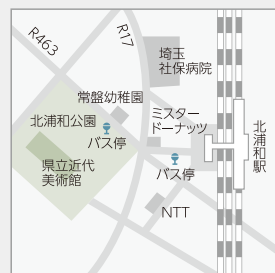 R463
R17
埼玉
社保病院
常盤幼稚園
ミスター
ドーナッツ
北浦和公園
バス停
北浦和駅
県立近代
美術館
バス停
NTT